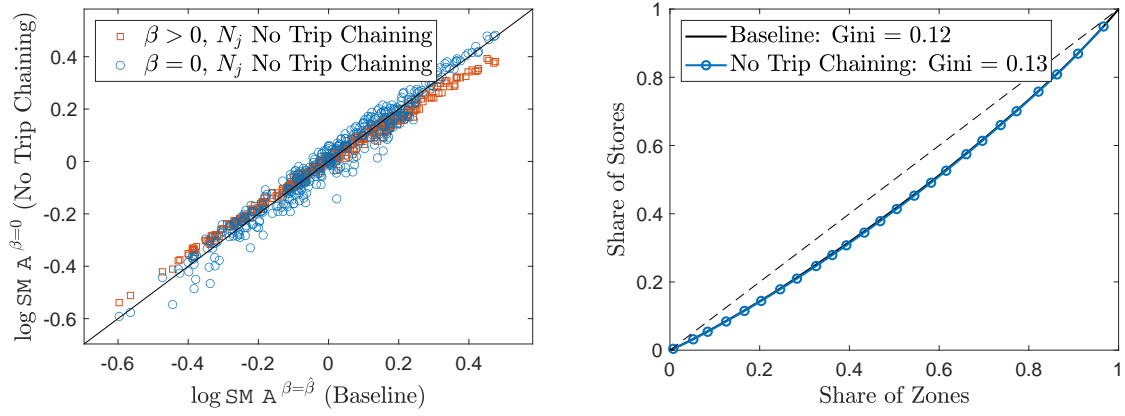 log SM A ^{β=0} (No Trip Chaining)
0.4
0.2
0
-0.2
-0.4
-0.6
β > 0, N_j No Trip Chaining
β = 0, N_j No Trip Chaining
-0.6 -0.4 -0.2 0 0.2 0.4
log SM A ^{β=\hat{β}} (Baseline)
Share of Stores
1
0.8
0.6
0.4
0.2
0
Baseline: Gini = 0.12
No Trip Chaining: Gini = 0.13
0 0.2 0.4 0.6 0.8 1
Share of Zones